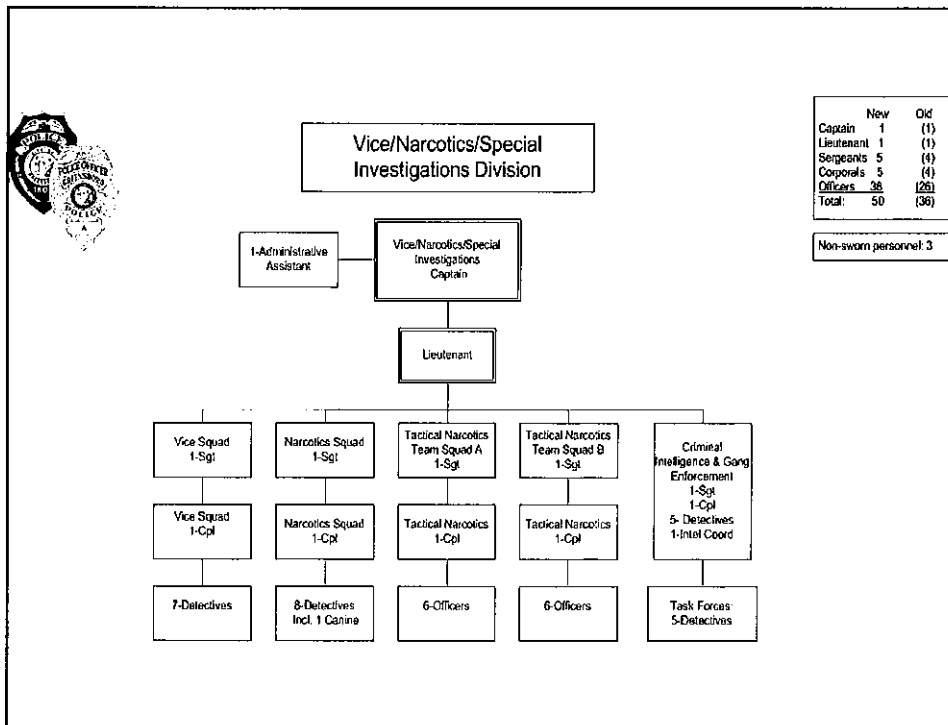 Vice/Narcotics/Special
Investigations Division
New Old
Captain 1 (1)
Lieutenant 1 (1)
Sergeants 5 (4)
Corporals 5 (4)
Officers 38 (26)
Total: 50 (36)
Non-sworn personnel: 3
POLICE
POLICE OFFICER
GREENSBORO
POLICE
1-Administrative
Assistant
Vice/Narcotics/Special
Investigations
Captain
Lieutenant
Vice Squad
1-Sgt
Narcotics Squad
1-Sgt
Tactical Narcotics
Team Squad A
1-Sgt
Tactical Narcotics
Team Squad B
1-Sgt
Criminal
Intelligence & Gang
Enforcement
1-Sgt
1-Cpl
5- Detectives
1-Intel Coord
Vice Squad
1-Cpl
Narcotics Squad
1-Cpl
Tactical Narcotics
1-Cpl
Tactical Narcotics
1-Cpl
7-Detectives
8-Detectives
Incl. 1 Canine
6-Officers
6-Officers
Task Forces
5-Detectives